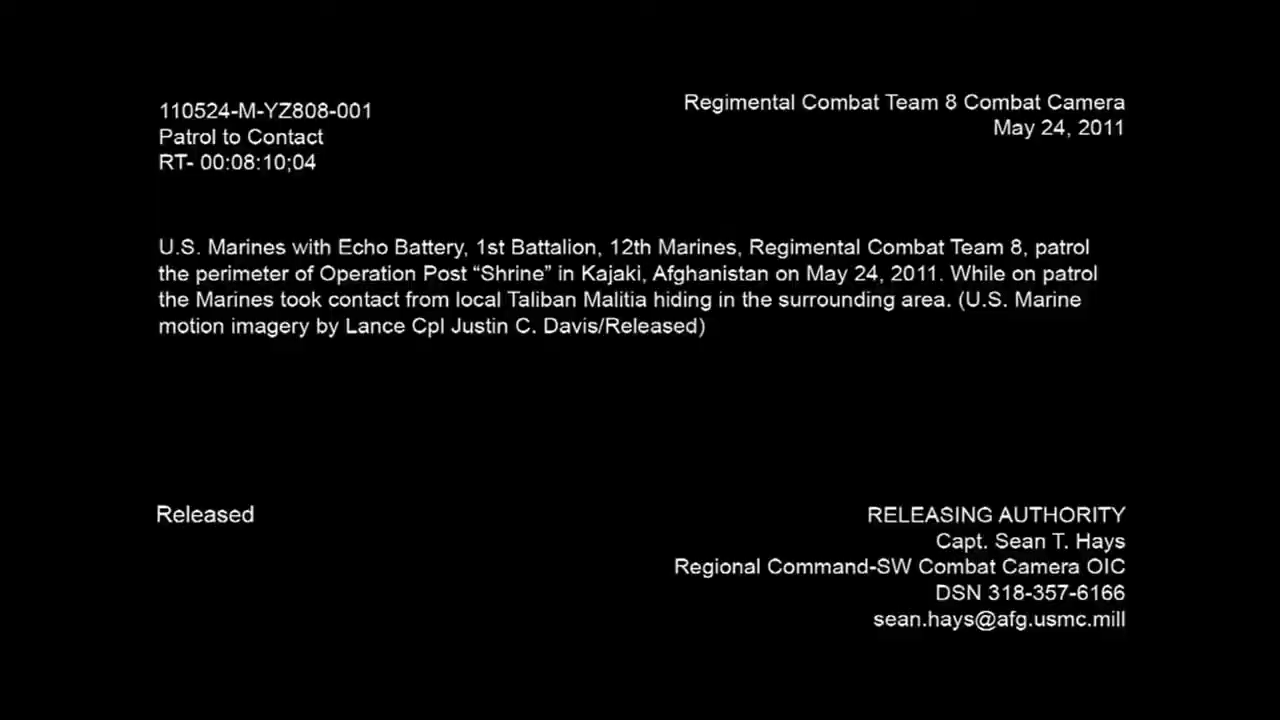 110524-M-YZ808-001
Patrol to Contact
RT- 00:08:10;04
Regimental Combat Team 8 Combat Camera
May 24, 2011
U.S. Marines with Echo Battery, 1st Battalion, 12th Marines, Regimental Combat Team 8, patrol
the perimeter of Operation Post “Shrine” in Kajaki, Afghanistan on May 24, 2011. While on patrol
the Marines took contact from local Taliban Malitia hiding in the surrounding area. (U.S. Marine
motion imagery by Lance Cpl Justin C. Davis/Released)
Released
RELEASING AUTHORITY
Capt. Sean T. Hays
Regional Command-SW Combat Camera OIC
DSN 318-357-6166
sean.hays@afg.usmc.mill